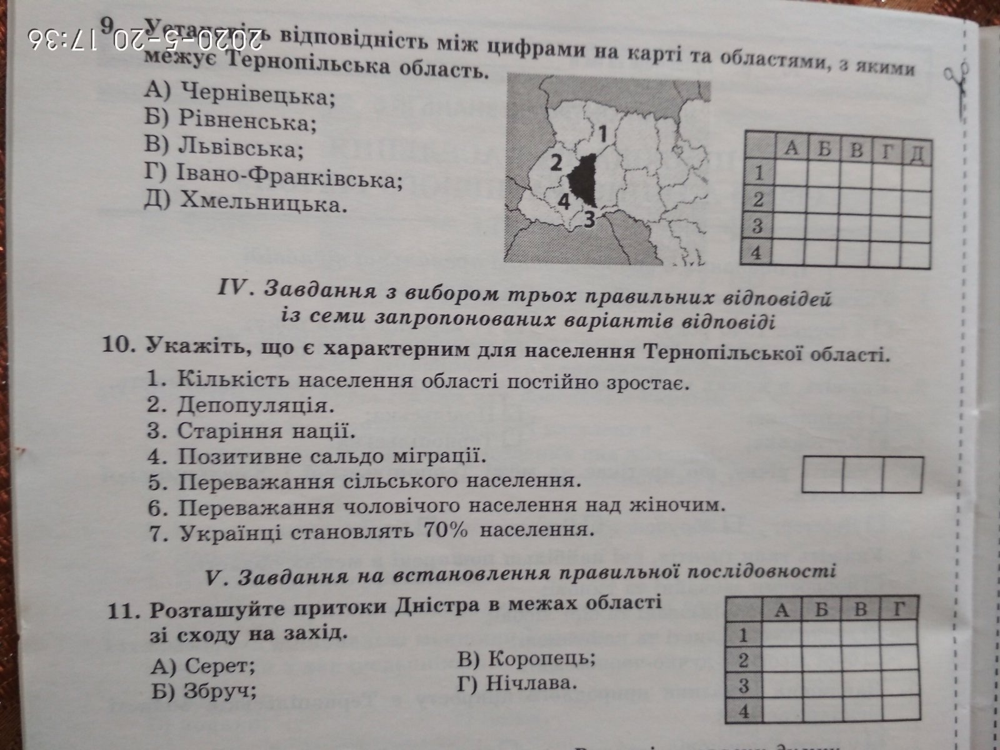 2020-5-20 17:36
9. Установіть відповідність між цифрами на карті та областями, з якими
межує Тернопільська область.
А) Чернівецька;
Б) Рівненська;
В) Львівська;
Г) Івано-Франківська;
Д) Хмельницька.
1
2
4
3
А Б В Г Д
1
2
3
4
IV. Завдання з вибором трьох правильних відповідей
із семи запропонованих варіантів відповіді
10. Укажіть, що є характерним для населення Тернопільської області.
1. Кількість населення області постійно зростає.
2. Депопуляція.
3. Старіння нації.
4. Позитивне сальдо міграції.
5. Переважання сільського населення.
6. Переважання чоловічого населення над жіночим.
7. Українці становлять 70% населення.
V. Завдання на встановлення правильної послідовності
11. Розташуйте притоки Дністра в межах області
зі сходу на захід.
А) Серет;
Б) Збруч;
В) Коропець;
Г) Нічлава.
А Б В Г
1
2
3
4